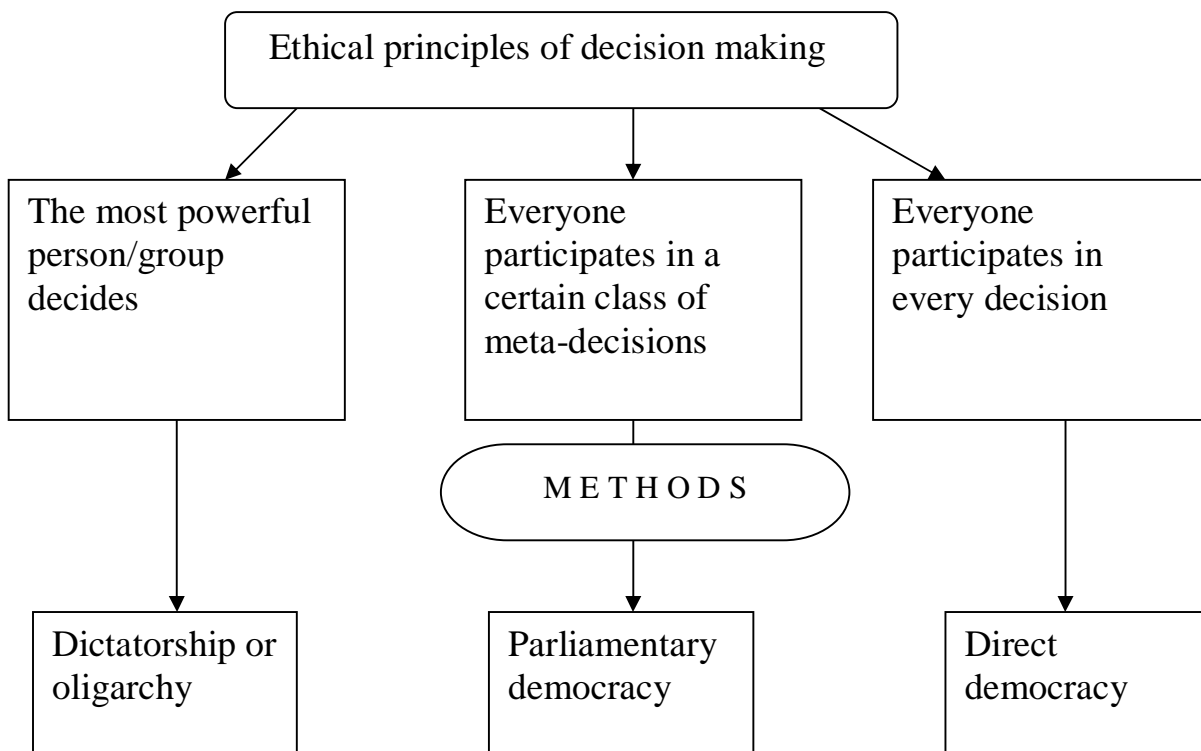 Ethical principles of decision making
The most powerful
person/group
decides
Everyone
participates in a
certain class of
meta-decisions
Everyone
participates in
every decision
M E T H O D S
Dictatorship or
oligarchy
Parliamentary
democracy
Direct
democracy